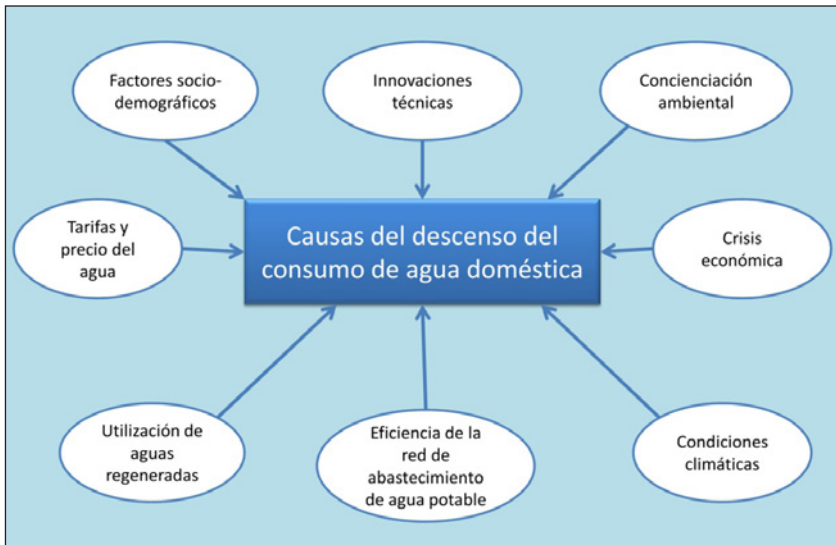 Factores socio-
demográficos
Innovaciones
técnicas
Concienciación
ambiental
Tarifas y
precio del
agua
Causas del descenso del
consumo de agua doméstica
Crisis
económica
Utilización de
aguas
regeneradas
Eficiencia de la
red de
abastecimiento
de agua potable
Condiciones
climáticas